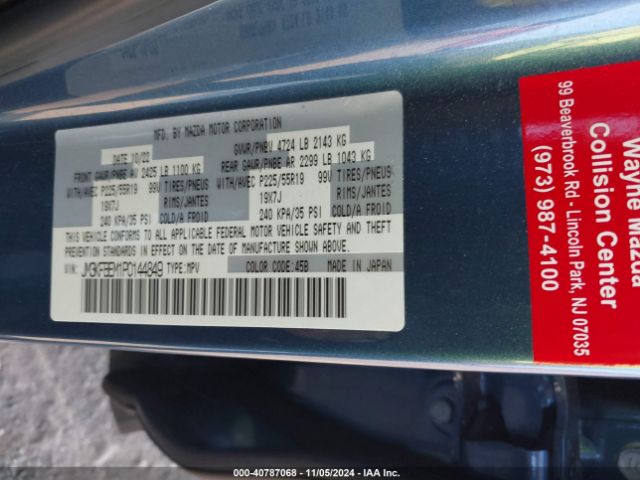 MFD. BY MAZDA MOTOR CORPORATION
DATE: 10/22
GVWR/PNBV 4724 LB 2143 KG
FRONT GAWR/PNBE AV 2425 LB 1100 KG
REAR GAWR/PNBE AR 2299 LB 1043 KG
WITH/AVEC P225/55R19 99V TIRES/PNEUS
WITH/AVEC P225/55R19 99V TIRES/PNEUS
19X7J RIMS/JANTES
19X7J RIMS/JANTES
240 KPA/35 PSI COLD/A FROID
240 KPA/35 PSI COLD/A FROID
THIS VEHICLE CONFORMS TO ALL APPLICABLE FEDERAL MOTOR VEHICLE SAFETY AND THEFT
PREVENTION STANDARDS IN EFFECT ON THE DATE OF MANUFACTURE SHOWN ABOVE.
VIN: TYPE:MPV COLOR CODE:45B MADE IN JAPAN
Wayne Mazda
Collision Center
99 Beaverbrook Rd - Lincoln Park, NJ 07035
(973) 987-4100
000-40787068 - 11/05/2024 - IAA Inc.